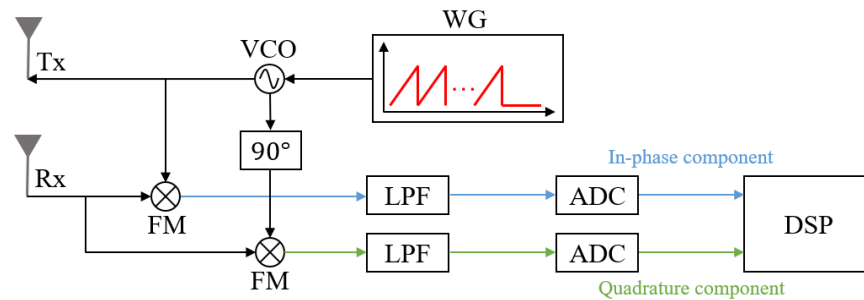 WG
VCO
Tx
90°
In-phase component
Rx
LPF
ADC
FM
DSP
LPF
ADC
FM
Quadrature component